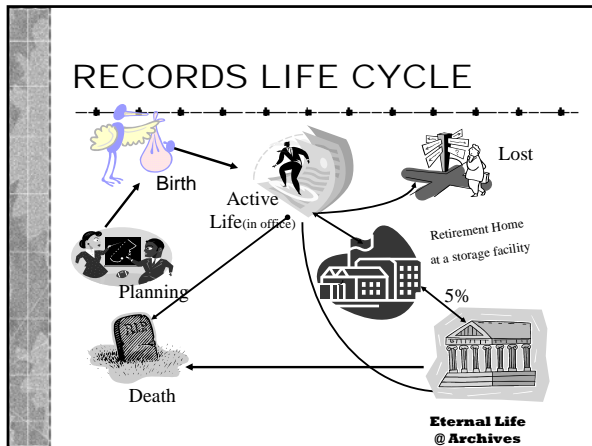 RECORDS LIFE CYCLE
Birth
Active
Life(in office)
Lost
Retirement Home
at a storage facility
Planning
5%
RIP
Death
Eternal Life
@ Archives